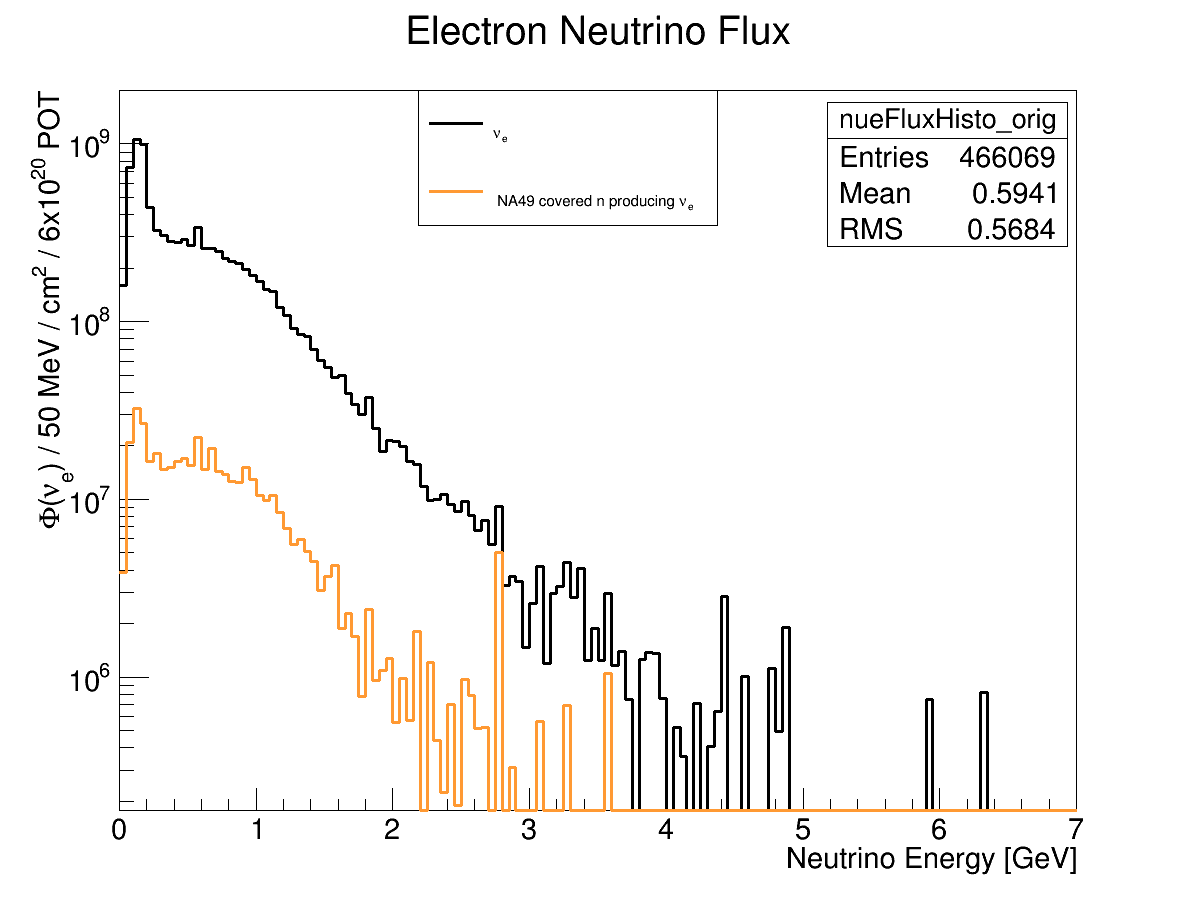 Electron Neutrino Flux
Φ(νe) / 50 MeV / cm2 / 6x1020 POT
νe
NA49 covered n producing νe
nueFluxHisto_orig
Entries 466069
Mean 0.5941
RMS 0.5684
109
108
107
106
0 1 2 3 4 5 6 7
Neutrino Energy [GeV]